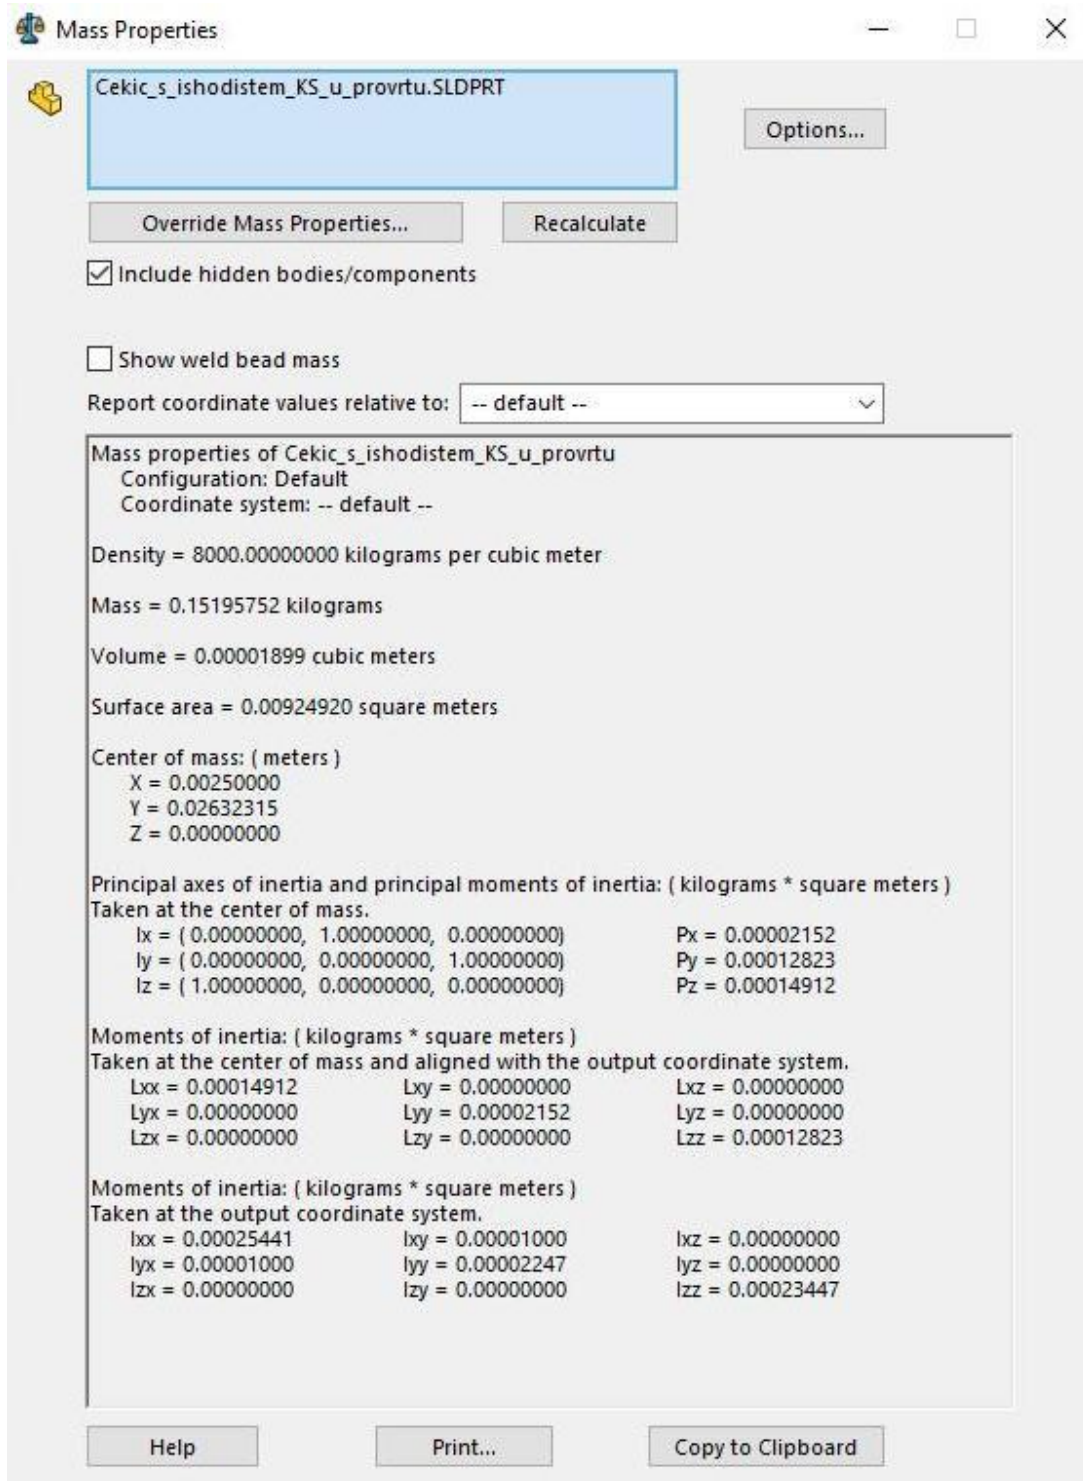 Mass Properties
Cekic_s_ishodistem_KS_u_provrtu.SLDPRT
Options...
Override Mass Properties...
Recalculate
Include hidden bodies/components
Show weld bead mass
Report coordinate values relative to: -- default --
Mass properties of Cekic_s_ishodistem_KS_u_provrtu
Configuration: Default
Coordinate system: -- default --
Density = 8000.00000000 kilograms per cubic meter
Mass = 0.15195752 kilograms
Volume = 0.00001899 cubic meters
Surface area = 0.00924920 square meters
Center of mass: ( meters )
X = 0.00250000
Y = 0.02632315
Z = 0.00000000
Principal axes of inertia and principal moments of inertia: ( kilograms * square meters )
Taken at the center of mass.
Ix = ( 0.00000000, 1.00000000, 0.00000000) Px = 0.00002152
Iy = ( 0.00000000, 0.00000000, 1.00000000) Py = 0.00012823
Iz = ( 1.00000000, 0.00000000, 0.00000000) Pz = 0.00014912
Moments of inertia: ( kilograms * square meters )
Taken at the center of mass and aligned with the output coordinate system.
Lxx = 0.00014912 Lxy = 0.00000000 Lxz = 0.00000000
Lyx = 0.00000000 Lyy = 0.00002152 Lyz = 0.00000000
Lzx = 0.00000000 Lzy = 0.00000000 Lzz = 0.00012823
Moments of inertia: ( kilograms * square meters )
Taken at the output coordinate system.
Ixx = 0.00025441 Ixy = 0.00001000 Ixz = 0.00000000
Iyx = 0.00001000 Iyy = 0.00002247 Iyz = 0.00000000
Izx = 0.00000000 Izy = 0.00000000 Izz = 0.00023447
Help
Print...
Copy to Clipboard